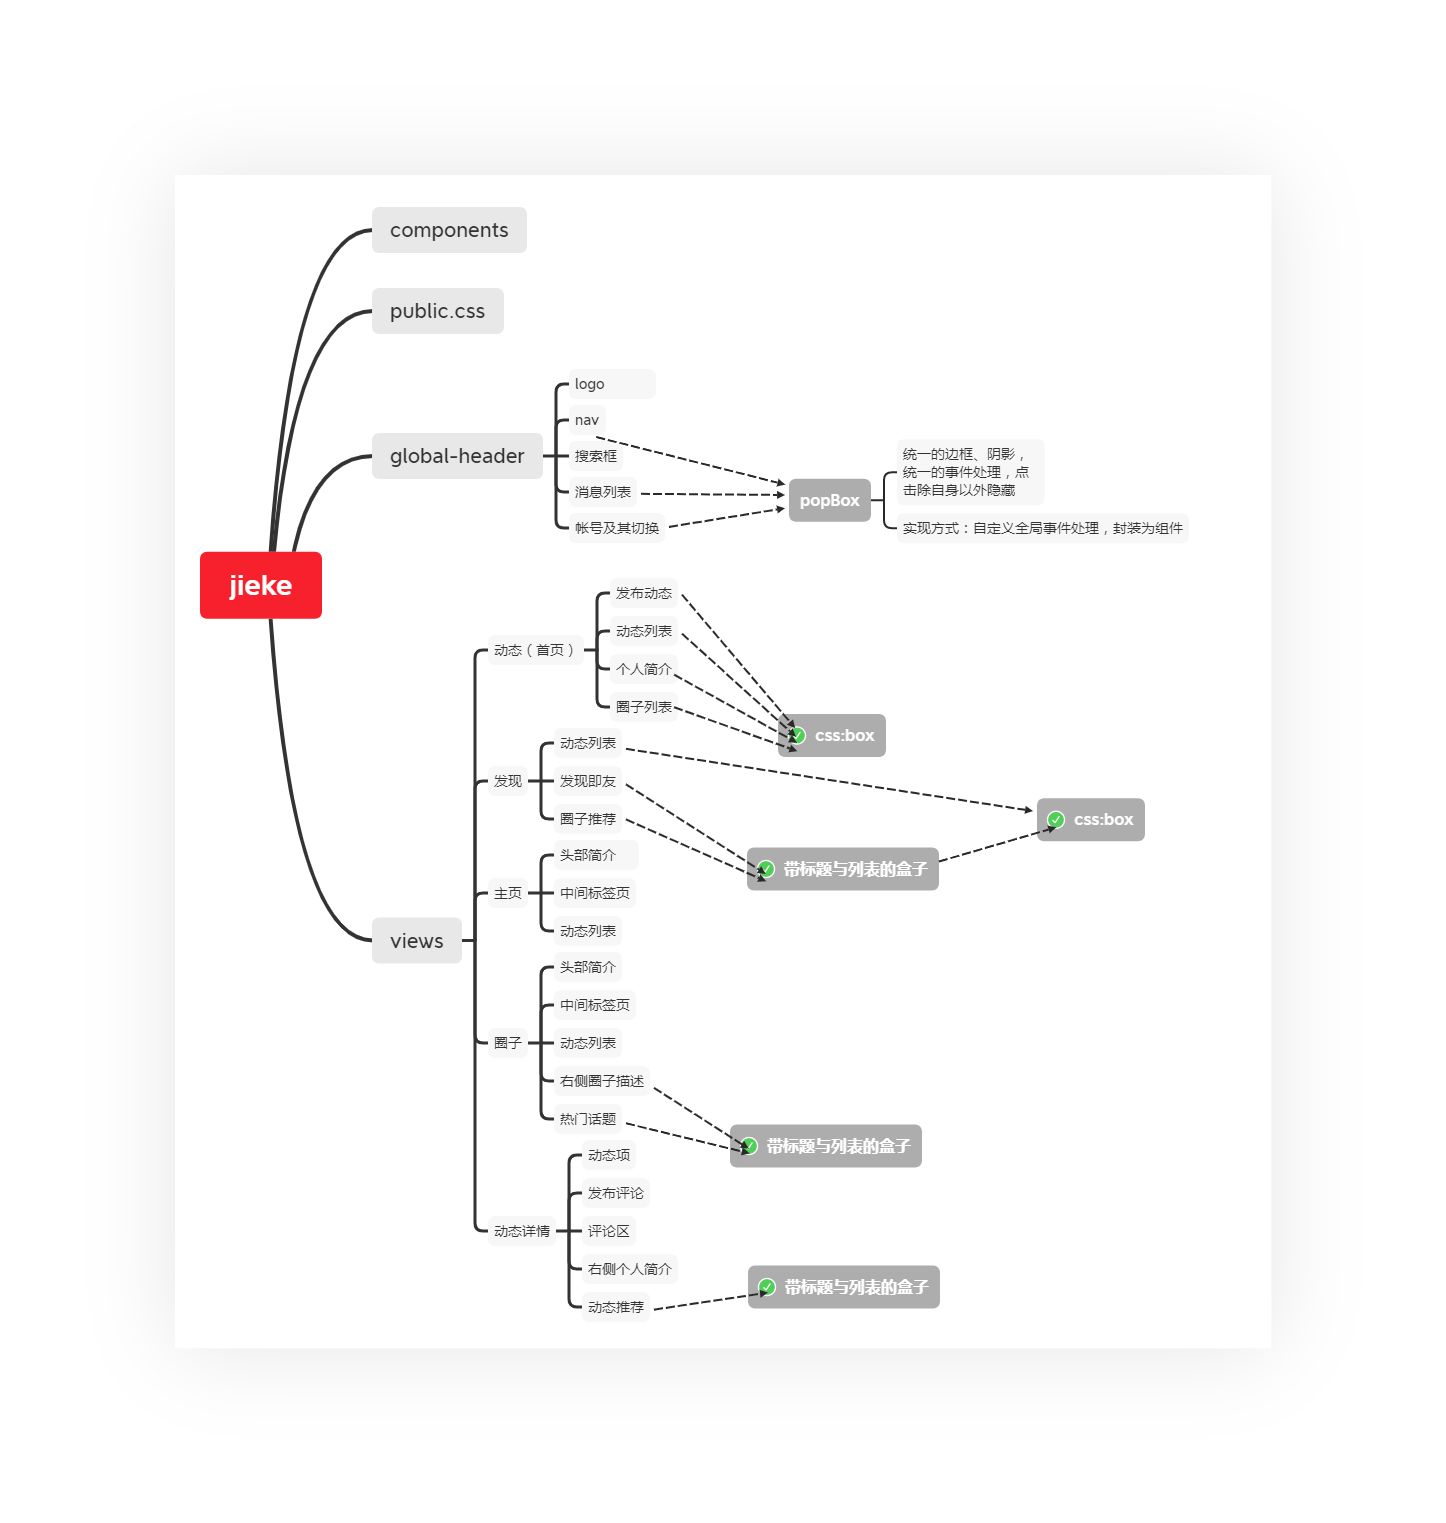 components
public.css
global-header
logo
nav
搜索框
消息列表
帐号及其切换
popBox
统一的边框、阴影，
统一的事件处理，点
击除自身以外隐藏
实现方式：自定义全局事件处理，封装为组件
jieke
views
动态（首页）
发布动态
动态列表
个人简介
圈子列表
css:box
发现
动态列表
发现即友
圈子推荐
带标题与列表的盒子
css:box
主页
头部简介
中间标签页
动态列表
圈子
头部简介
中间标签页
动态列表
右侧圈子描述
热门话题
带标题与列表的盒子
动态详情
动态项
发布评论
评论区
右侧个人简介
动态推荐
带标题与列表的盒子